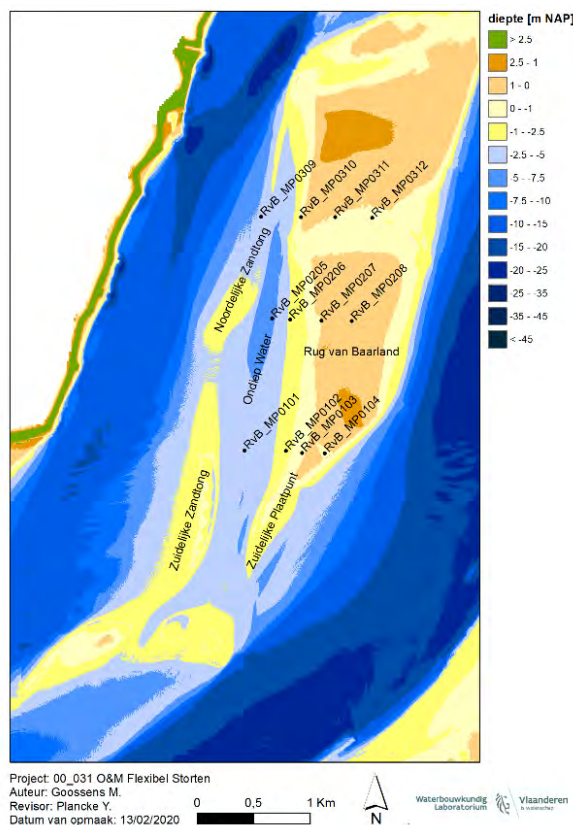 diepte [m NAP]
> 2.5
2.5 - 1
1 - 0
0 - -1
-1 - -2.5
-2.5 - -5
-5 - -7.5
-7.5 - -10
-10 - -15
-15 - -20
-20 - -25
-25 - -35
-35 - -45
< -45
RvB_MP0309
RvB_MP0310
RvB_MP0311
RvB_MP0312
Noordelijke Zandtong
RvB_MP0205
RvB_MP0206
RvB_MP0207
RvB_MP0208
Ondiep Water
Rug van Baarland
RvB_MP0101
RvB_MP0102
RvB_MP0103
RvB_MP0104
Zuidelijke Zandtong
Zuidelijke Plaatpunt
Project: 00_031 O&M Flexibel Storten
Auteur: Goossens M.
Revisor: Plancke Y.
Datum van opmaak: 13/02/2020
0 0,5 1 Km
N
Waterbouwkundig
Laboratorium
Vlaanderen
is wetenschap